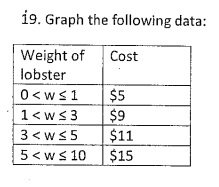 19. Graph the following data:
Weight of lobster Cost
0 < w ≤ 1 $5
1 < w ≤ 3 $9
3 < w ≤ 5 $11
5 < w ≤ 10 $15